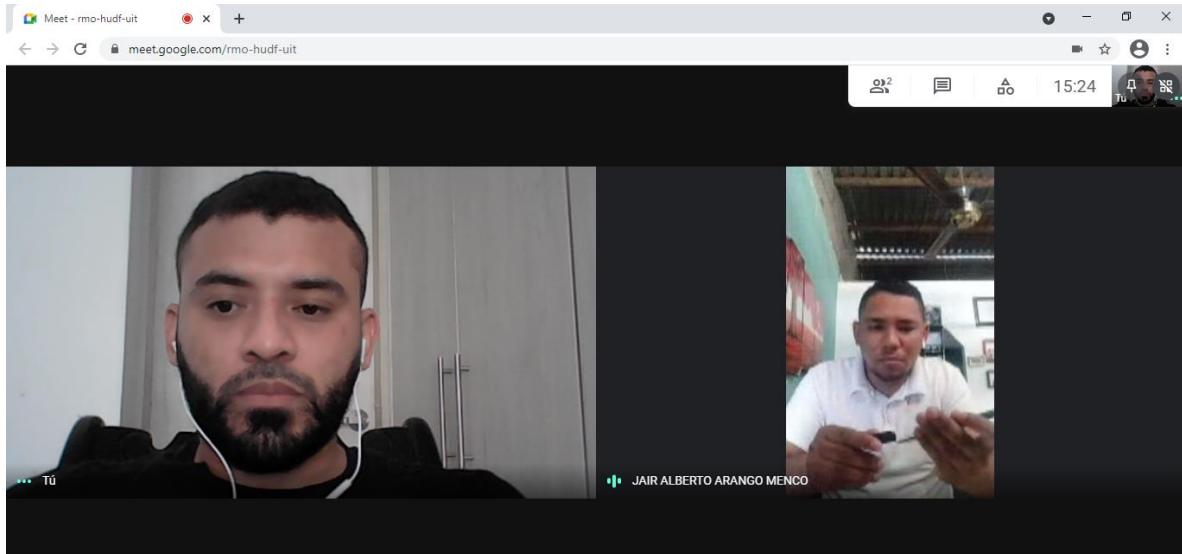 Meet - rmo-hudf-uit
meet.google.com/rmo-hudf-uit
2
15:24
Tú
Tú
JAIR ALBERTO ARANGO MENCO